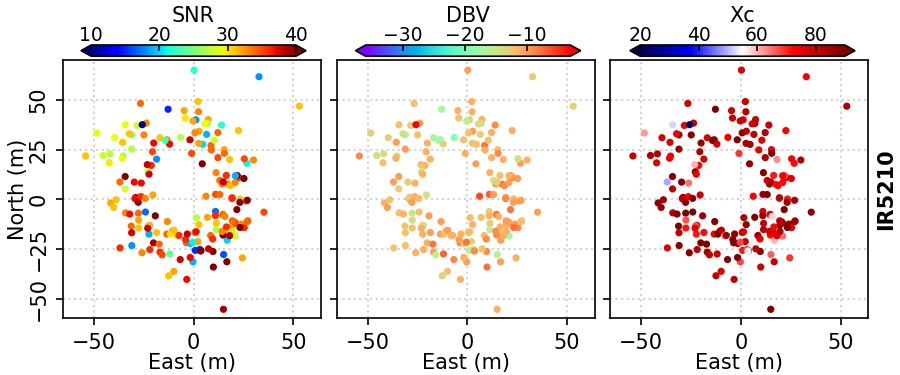 SNR DBV Xc
10 20 30 40 −30 −20 −10 20 40 60 80
North (m)
50
25
0
−25
−50
−50 0 50 −50 0 50 −50 0 50
East (m) East (m) East (m)
IR5210